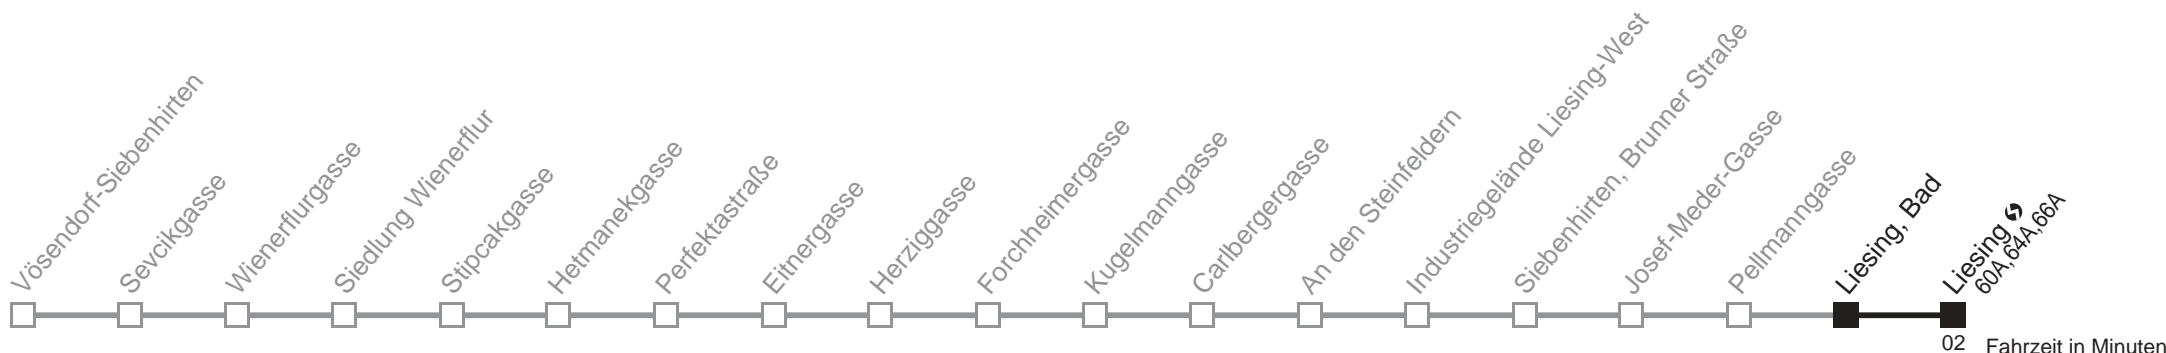 Vösendorf-Siebenhirten
Sevcikgasse
Wienerflurgasse
Siedlung Wienerflur
Stipcakgasse
Hetmanekgasse
Perfektastraße
Eitnergasse
Herziggasse
Forchheimergasse
Kugelmanngasse
Carlbergergasse
An den Steinfeldern
Industriegelände Liesing-West
Siebenhirten, Brunner Straße
Josef-Meder-Gasse
Pellmanngasse
Liesing, Bad
Liesing
60A,64A,66A
02
Fahrzeit in Minuten